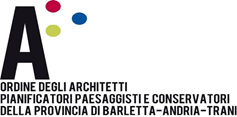 A
ORDINE DEGLI ARCHITETTI
PIANIFICATORI PAESAGGISTI E CONSERVATORI
DELLA PROVINCIA DI BARLETTA-ANDRIA-TRANI